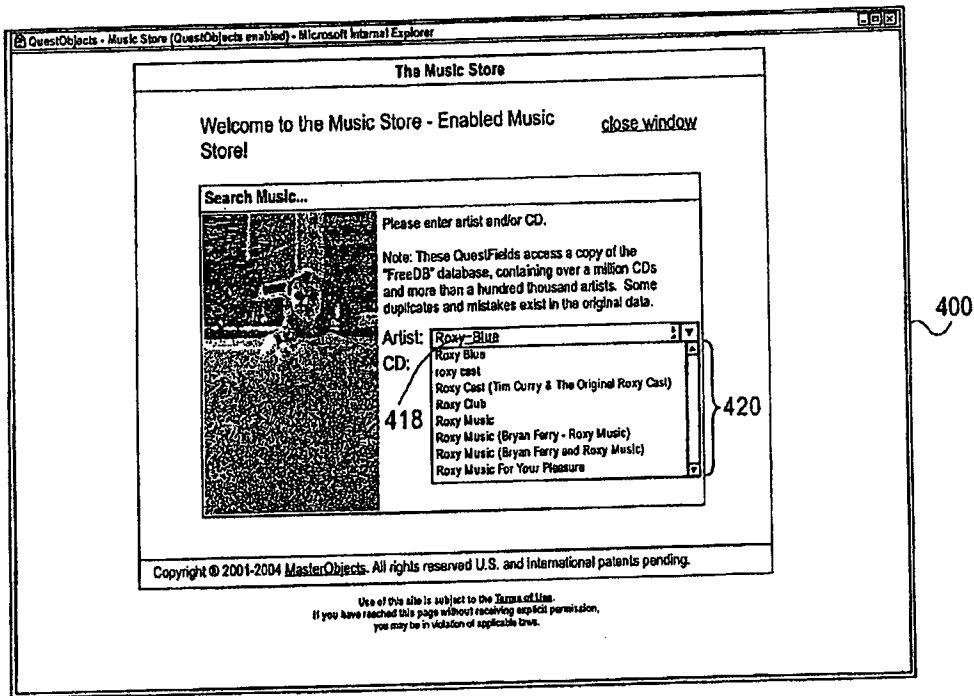 QuestObjects - Music Store (QuestObjects enabled) - Microsoft Internal Explorer
The Music Store
Welcome to the Music Store - Enabled Music
Store!
close window
Search Music...
Please enter artist and/or CD.
Note: These QuestFields access a copy of the
"FreeDB" database, containing over a million CDs
and more than a hundred thousand artists. Some
duplicates and mistakes exist in the original data.
400
Artist: Roxy-Blue
CD:
Roxy Blue
roxy cast
Roxy Cast (Tim Curry & The Original Roxy Cast)
Roxy Club
418
Roxy Music
420
Roxy Music (Bryan Ferry - Roxy Music)
Roxy Music (Bryan Ferry and Roxy Music)
Roxy Music For Your Pleasure
Copyright © 2001-2004 MasterObjects. All rights reserved U.S. and International patents pending.
Use of this site is subject to the Terms of Use.
If you have reached this page without receiving explicit permission,
you may be in violation of applicable laws.